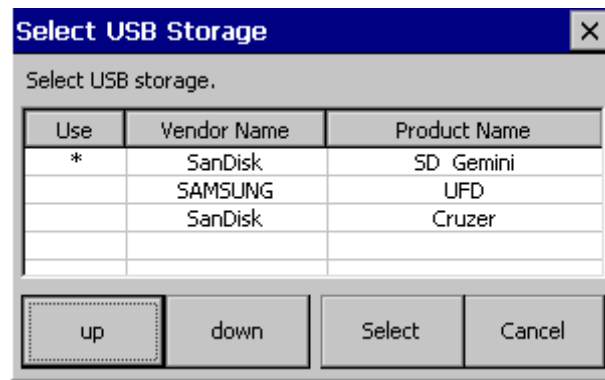 Select USB Storage
Select USB storage.
Use Vendor Name Product Name
* SanDisk SD Gemini
SAMSUNG UFD
SanDisk Cruzer
up down Select Cancel